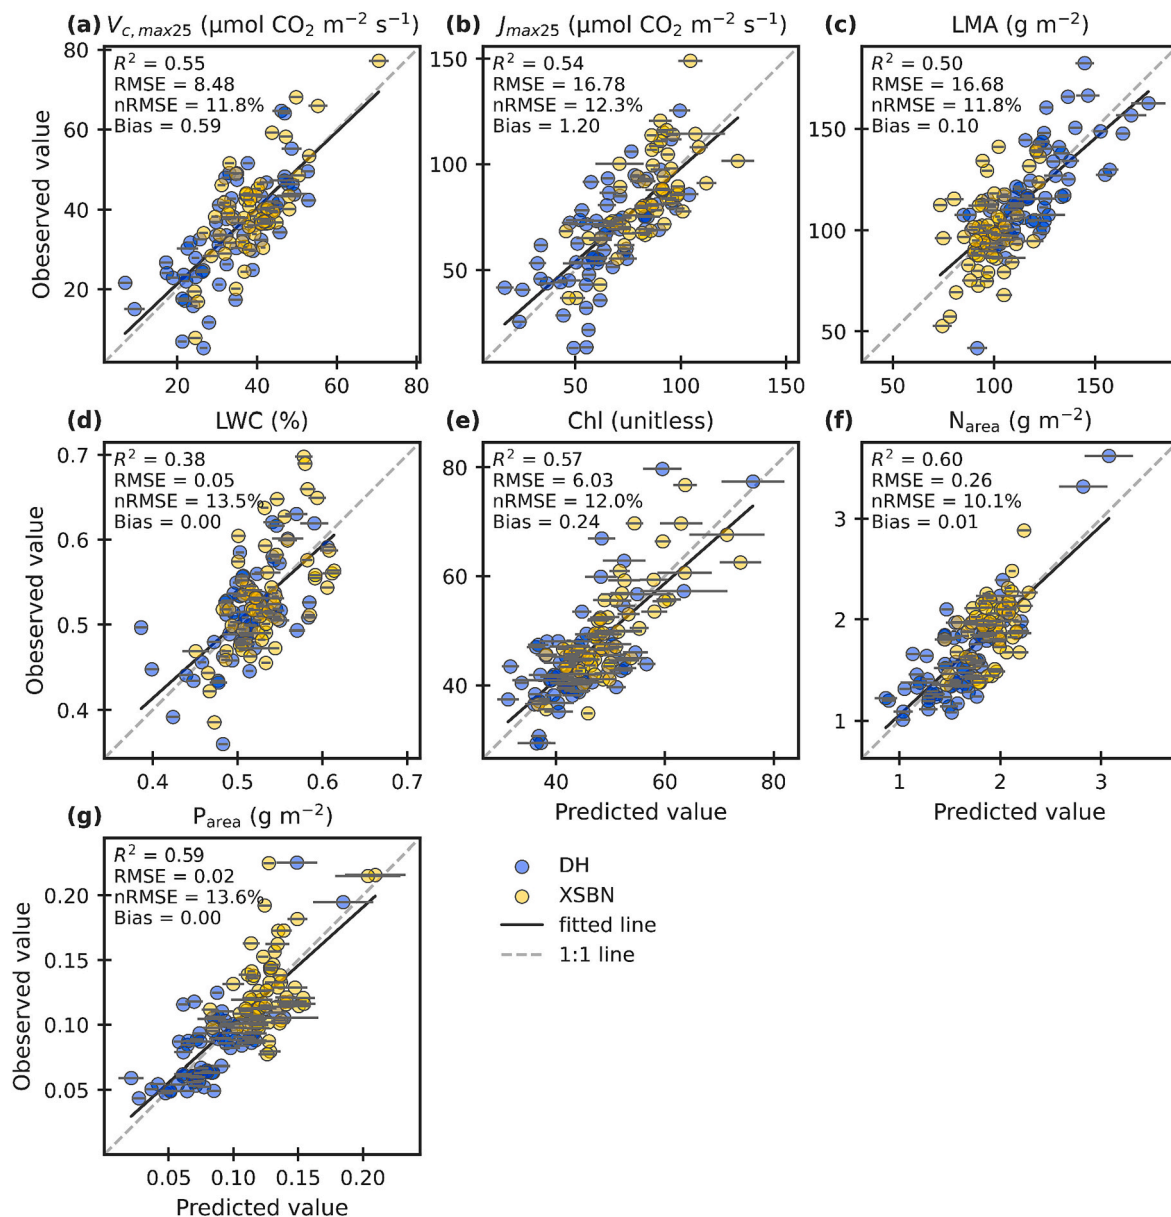 (a) V_c,max25 (µmol CO₂ m⁻² s⁻¹)
R² = 0.55
RMSE = 8.48
nRMSE = 11.8%
Bias = 0.59
80
60
40
20
20 40 60 80
Obeserved value
(b) J_max25 (µmol CO₂ m⁻² s⁻¹)
R² = 0.54
RMSE = 16.78
nRMSE = 12.3%
Bias = 1.20
150
100
50
50 100 150
(c) LMA (g m⁻²)
R² = 0.50
RMSE = 16.68
nRMSE = 11.8%
Bias = 0.10
150
100
50
50 100 150
(d) LWC (%)
R² = 0.38
RMSE = 0.05
nRMSE = 13.5%
Bias = 0.00
0.7
0.6
0.5
0.4
0.4 0.5 0.6 0.7
Obeserved value
(e) Chl (unitless)
R² = 0.57
RMSE = 6.03
nRMSE = 12.0%
Bias = 0.24
80
60
40
40 60 80
Predicted value
(f) N_area (g m⁻²)
R² = 0.60
RMSE = 0.26
nRMSE = 10.1%
Bias = 0.01
3
2
1
1 2 3
Predicted value
(g) P_area (g m⁻²)
R² = 0.59
RMSE = 0.02
nRMSE = 13.6%
Bias = 0.00
0.20
0.15
0.10
0.05
0.05 0.10 0.15 0.20
Obeserved value
Predicted value
DH
XSBN
fitted line
1:1 line